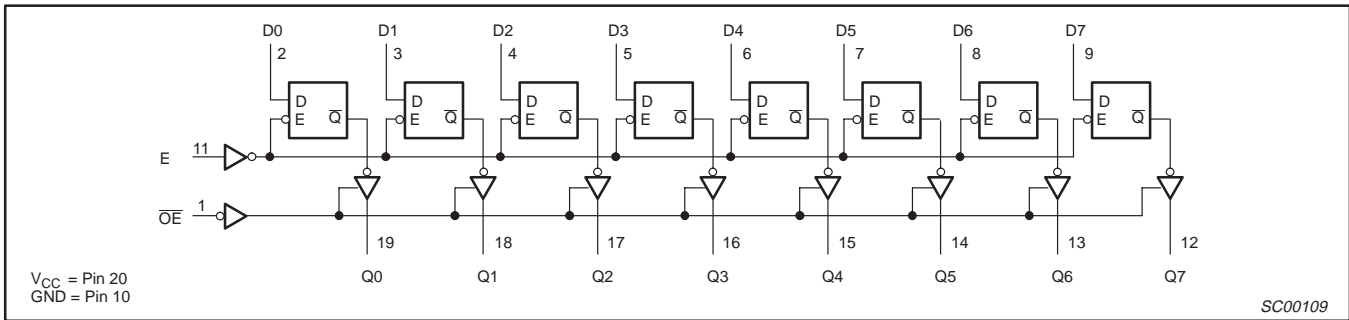 D0 D1 D2 D3 D4 D5 D6 D7
2 3 4 5 6 7 8 9
D D D D D D D D
E Q̅ E Q̅ E Q̅ E Q̅ E Q̅ E Q̅ E Q̅ E Q̅
E 11
O̅E̅ 1
19 18 17 16 15 14 13 12
Q0 Q1 Q2 Q3 Q4 Q5 Q6 Q7
VCC = Pin 20
GND = Pin 10
SC00109